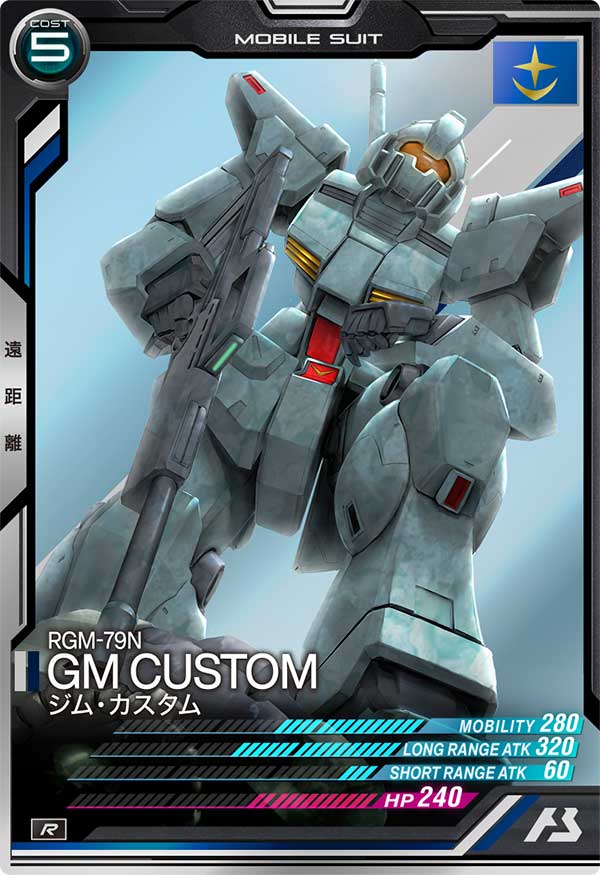 COST
5
MOBILE SUIT
遠距離
RGM-79N
GM CUSTOM
ジム・カスタム
MOBILITY 280
LONG RANGE ATK 320
SHORT RANGE ATK 60
HP 240
R